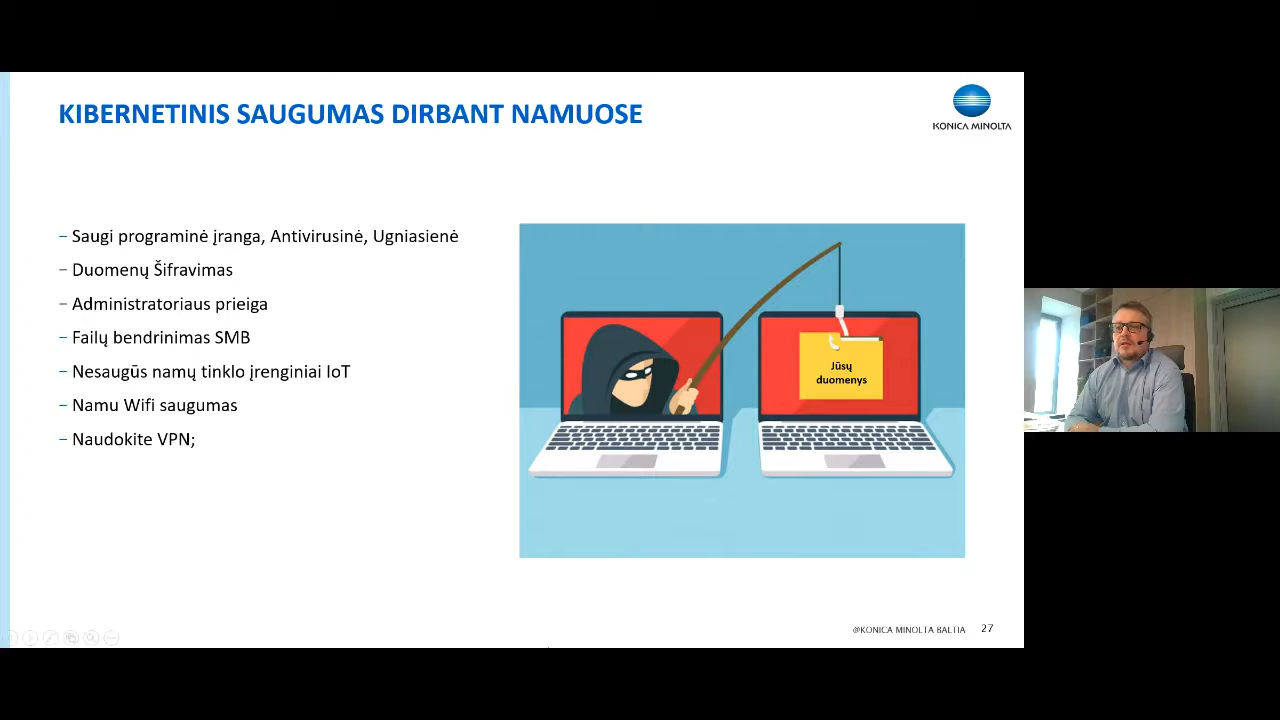 KIBERNETINIS SAUGUMAS DIRBANT NAMUOSE
KONICA MINOLTA
− Saugi programinė įranga, Antivirusinė, Ugniasienė
− Duomenų Šifravimas
− Administratoriaus prieiga
− Failų bendrinimas SMB
− Nesaugūs namų tinklo įrenginiai IoT
− Namu Wifi saugumas
− Naudokite VPN;
Jūsų
duomenys
@KONICA MINOLTA BALTIA 27